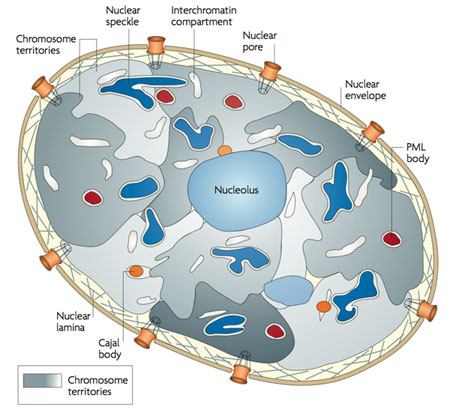 Nuclear
speckle
Interchromatin
compartment
Chromosome
territories
Nuclear
pore
Nuclear
envelope
PML
body
Nucleolus
Nuclear
lamina
Cajal
body
Chromosome
territories